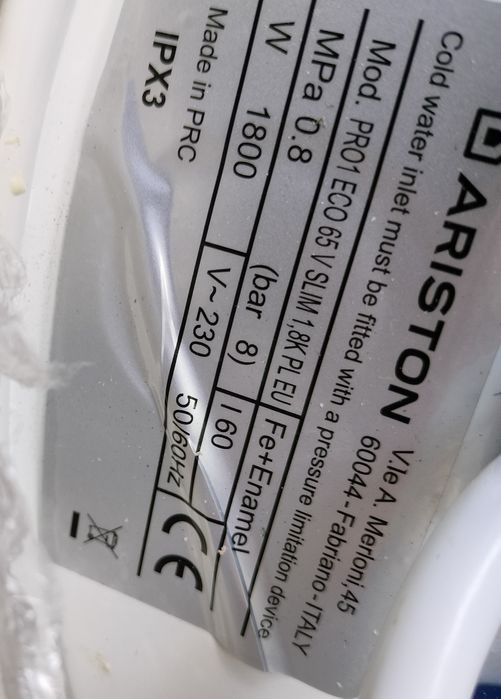 ARISTON V.le A. Merloni, 45
60044 - Fabriano - ITALY
Cold water inlet must be fitted with a pressure limitation device
Mod. PRO1 ECO 65 V SLIM 1,8K PL EU Fe+Enamel
MPa 0.8 (bar 8) l 60
W 1800 V~ 230 50/60Hz CE
Made in PRC
IPX3